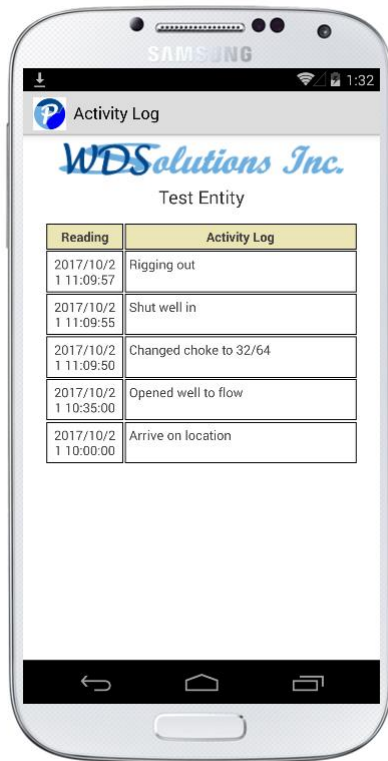 SAMSUNG
1:32
P Activity Log
WDSolutions Inc.
Test Entity
Reading Activity Log
2017/10/2 Rigging out
1 11:09:57
2017/10/2 Shut well in
1 11:09:55
2017/10/2 Changed choke to 32/64
1 11:09:50
2017/10/2 Opened well to flow
1 10:35:00
2017/10/2 Arrive on location
1 10:00:00